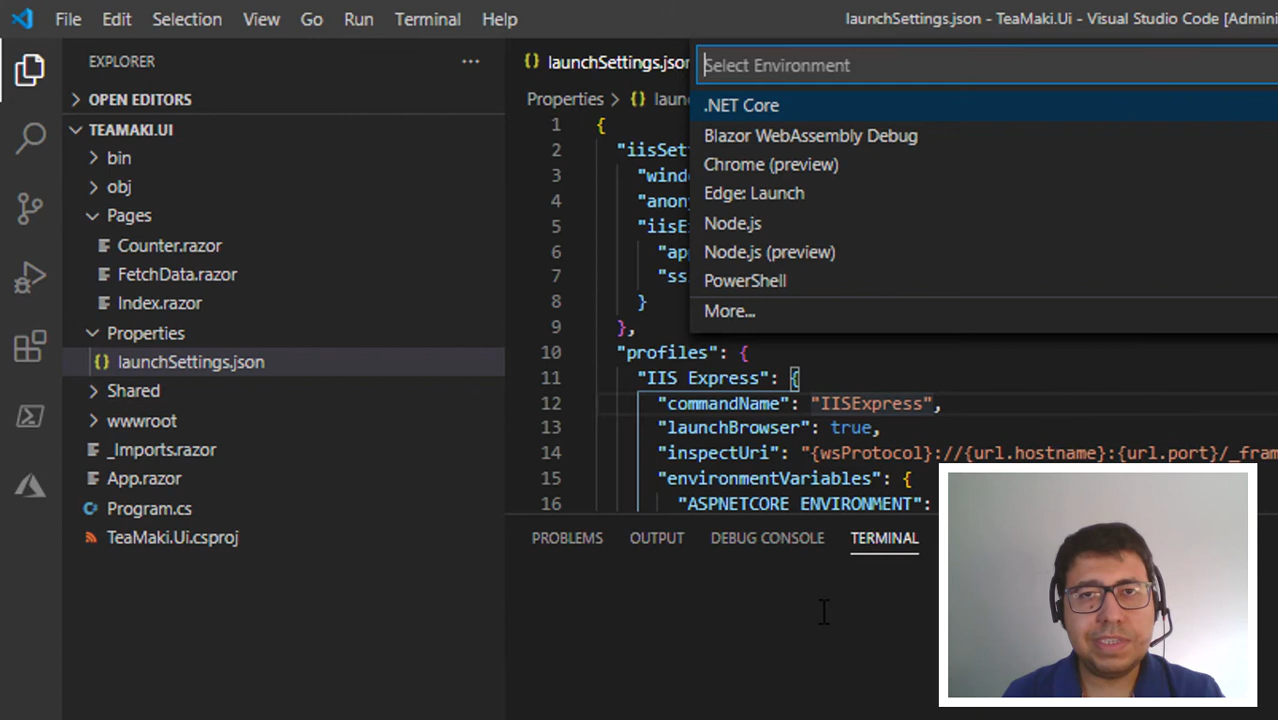 File Edit Selection View Go Run Terminal Help
launchSettings.json - TeaMaki.Ui - Visual Studio Code [Admini
EXPLORER
OPEN EDITORS
TEAMAKI.UI
bin
obj
Pages
Counter.razor
FetchData.razor
Index.razor
Properties
launchSettings.json
Shared
wwwroot
_Imports.razor
App.razor
Program.cs
TeaMaki.Ui.csproj
{} launchSettings.json
Properties > {} laun
Select Environment
.NET Core
Blazor WebAssembly Debug
Chrome (preview)
Edge: Launch
Node.js
Node.js (preview)
PowerShell
More...
1 {
2 "iisSet
3 "wind
4 "anon
5 "iisE
6 "ap
7 "ss
8 }
9 },
10 "profiles": {
11 "IIS Express": {
12 "commandName": "IISExpress",
13 "launchBrowser": true,
14 "inspectUri": "{wsProtocol}://{url.hostname}:{url.port}/_fram
15 "environmentVariables": {
16 "ASPNETCORE_ENVIRONMENT":
PROBLEMS OUTPUT DEBUG CONSOLE TERMINAL